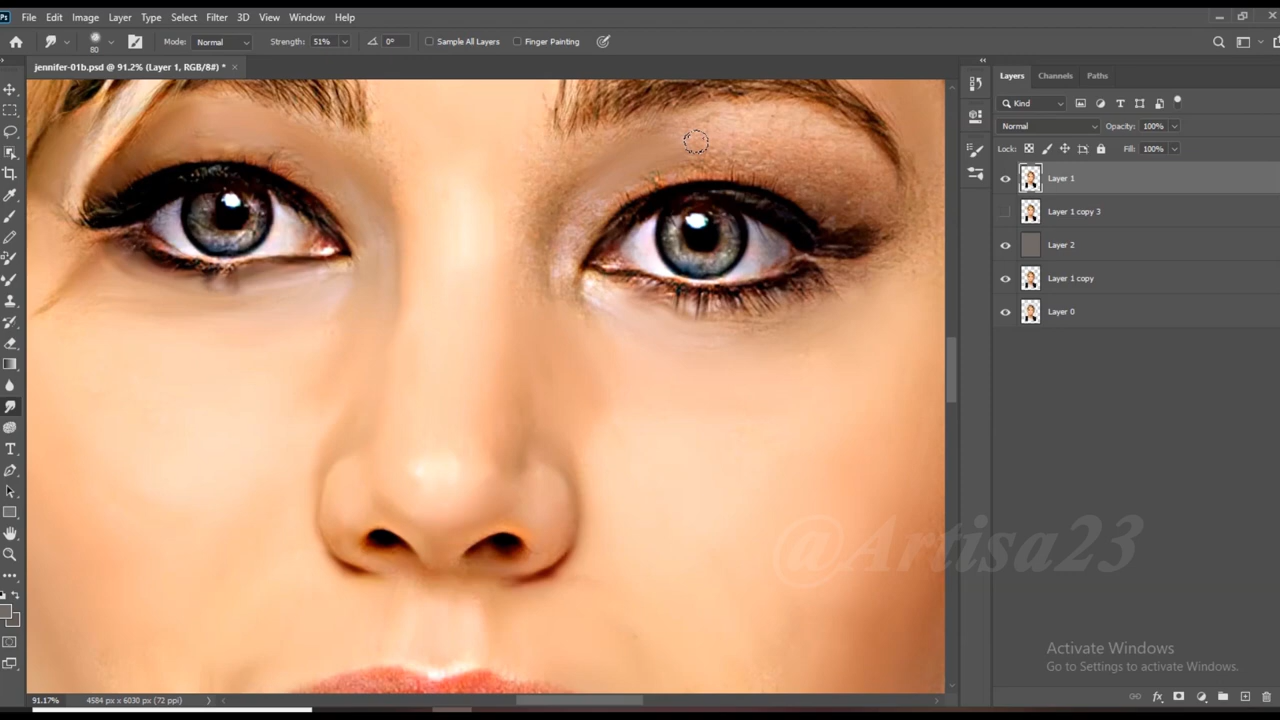 Ps File Edit Image Layer Type Select Filter 3D View Window Help
80 Mode: Normal Strength: 51% 0° Sample All Layers Finger Painting
jennifer-01b.psd @ 91.2% (Layer 1, RGB/8#) * ×
Layers Channels Paths
Kind
Normal Opacity: 100%
Lock: Fill: 100%
Layer 1
Layer 1 copy 3
Layer 2
Layer 1 copy
Layer 0
@Artisa23
Activate Windows
Go to Settings to activate Windows.
91.17% 4584 px x 6030 px (72 ppi)